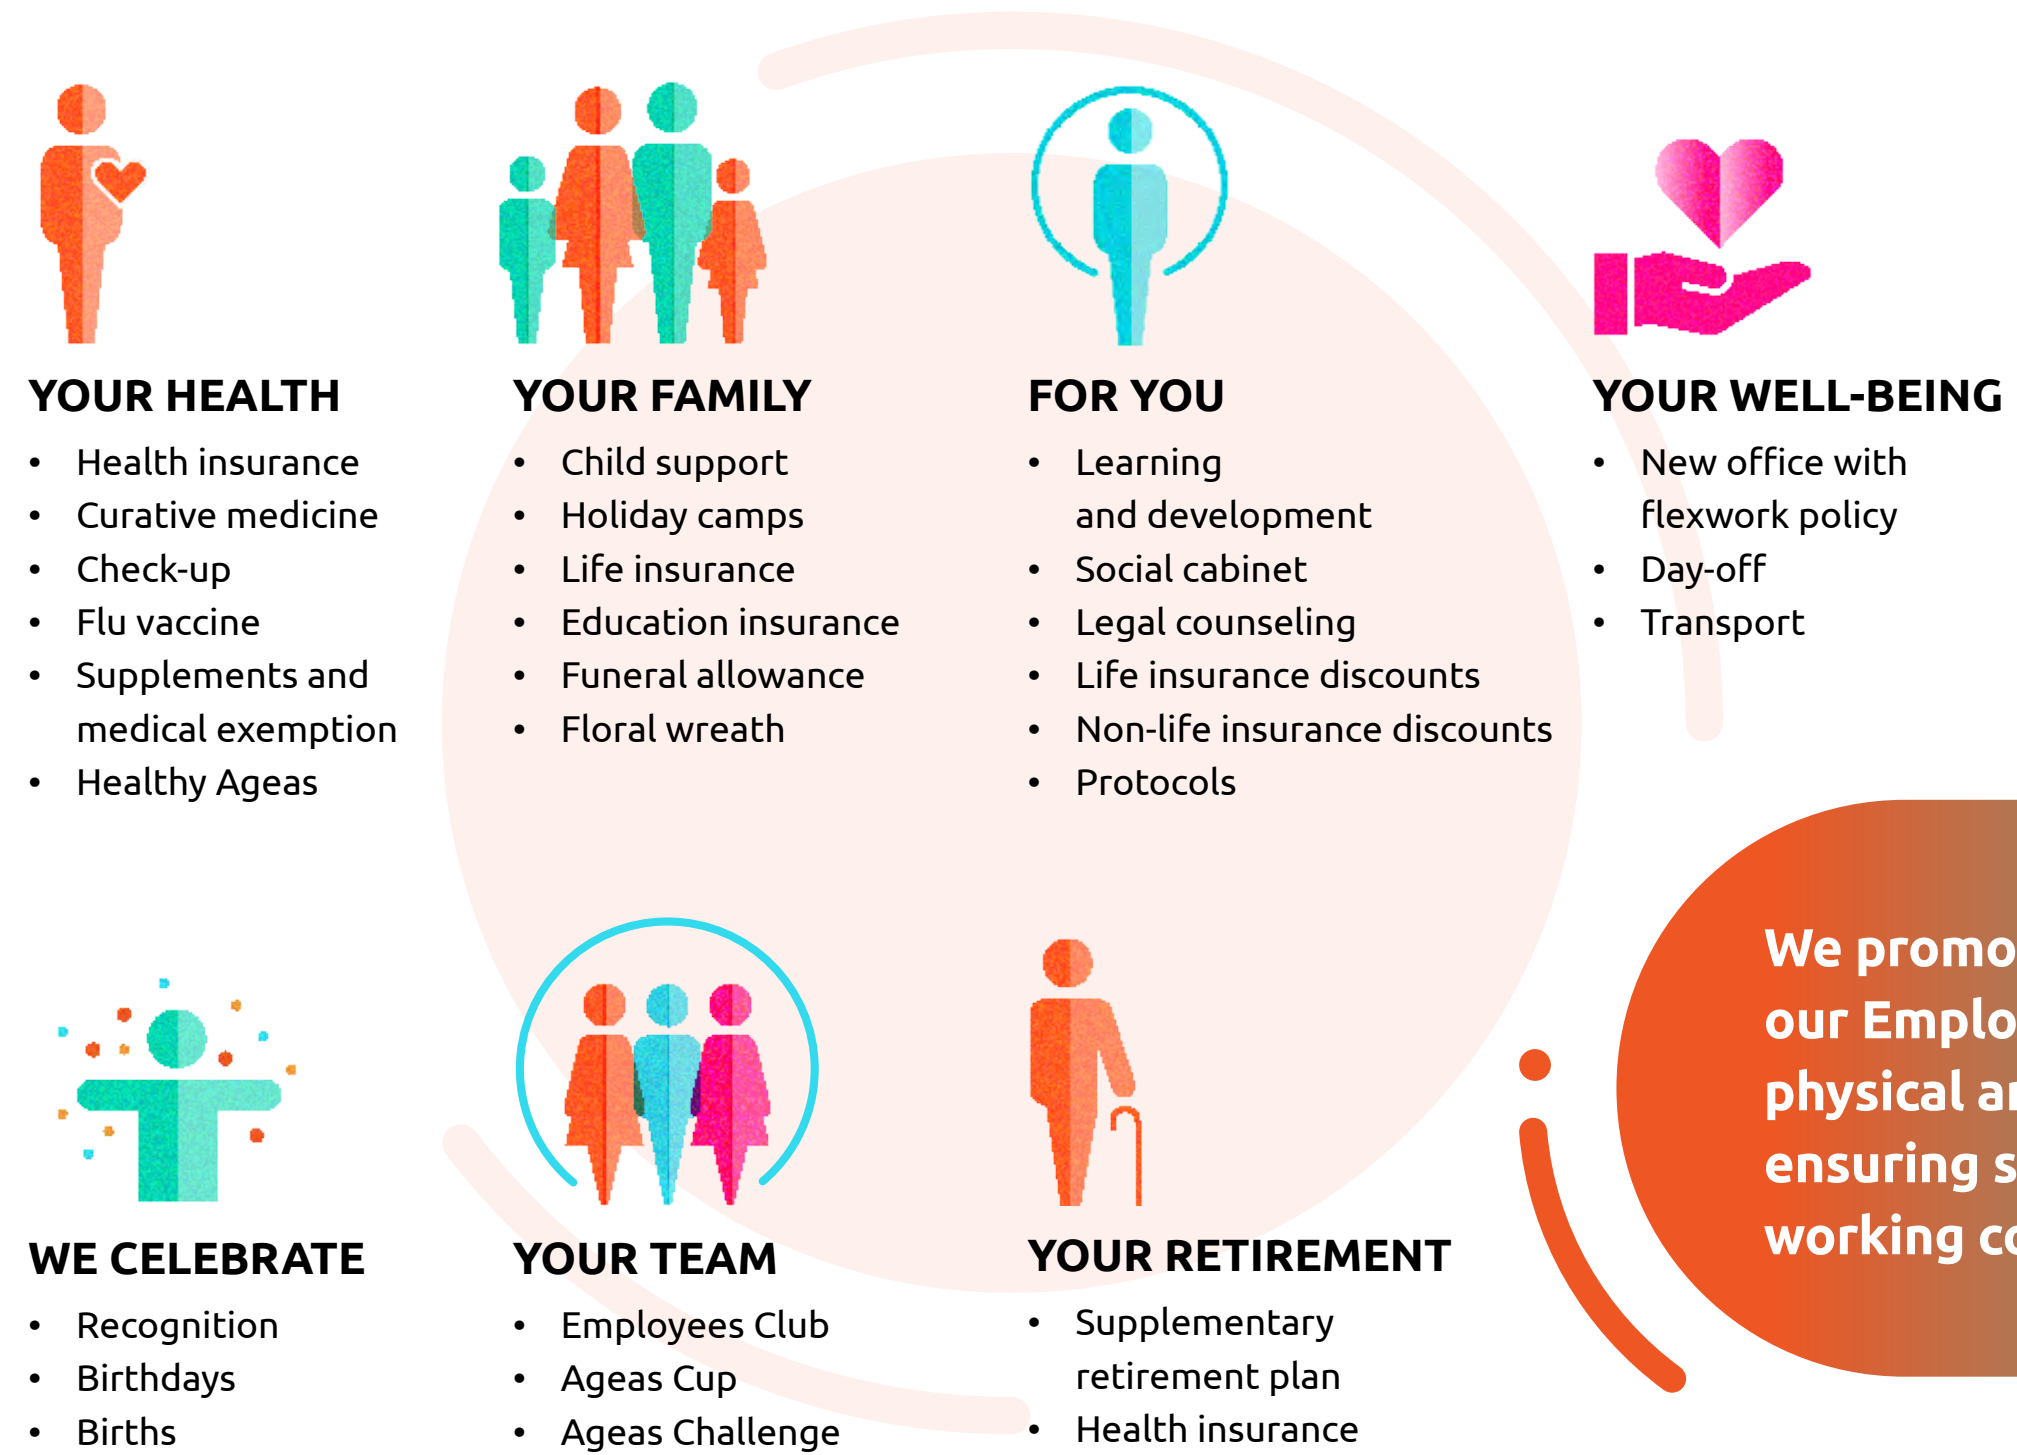 YOUR HEALTH
• Health insurance
• Curative medicine
• Check-up
• Flu vaccine
• Supplements and
medical exemption
• Healthy Ageas
YOUR FAMILY
• Child support
• Holiday camps
• Life insurance
• Education insurance
• Funeral allowance
• Floral wreath
FOR YOU
• Learning
and development
• Social cabinet
• Legal counseling
• Life insurance discounts
• Non-life insurance discounts
• Protocols
YOUR WELL-BEING
• New office with
flexwork policy
• Day-off
• Transport
WE CELEBRATE
• Recognition
• Birthdays
• Births
YOUR TEAM
• Employees Club
• Ageas Cup
• Ageas Challenge
YOUR RETIREMENT
• Supplementary
retirement plan
• Health insurance
We
our
physical
ensuring
working